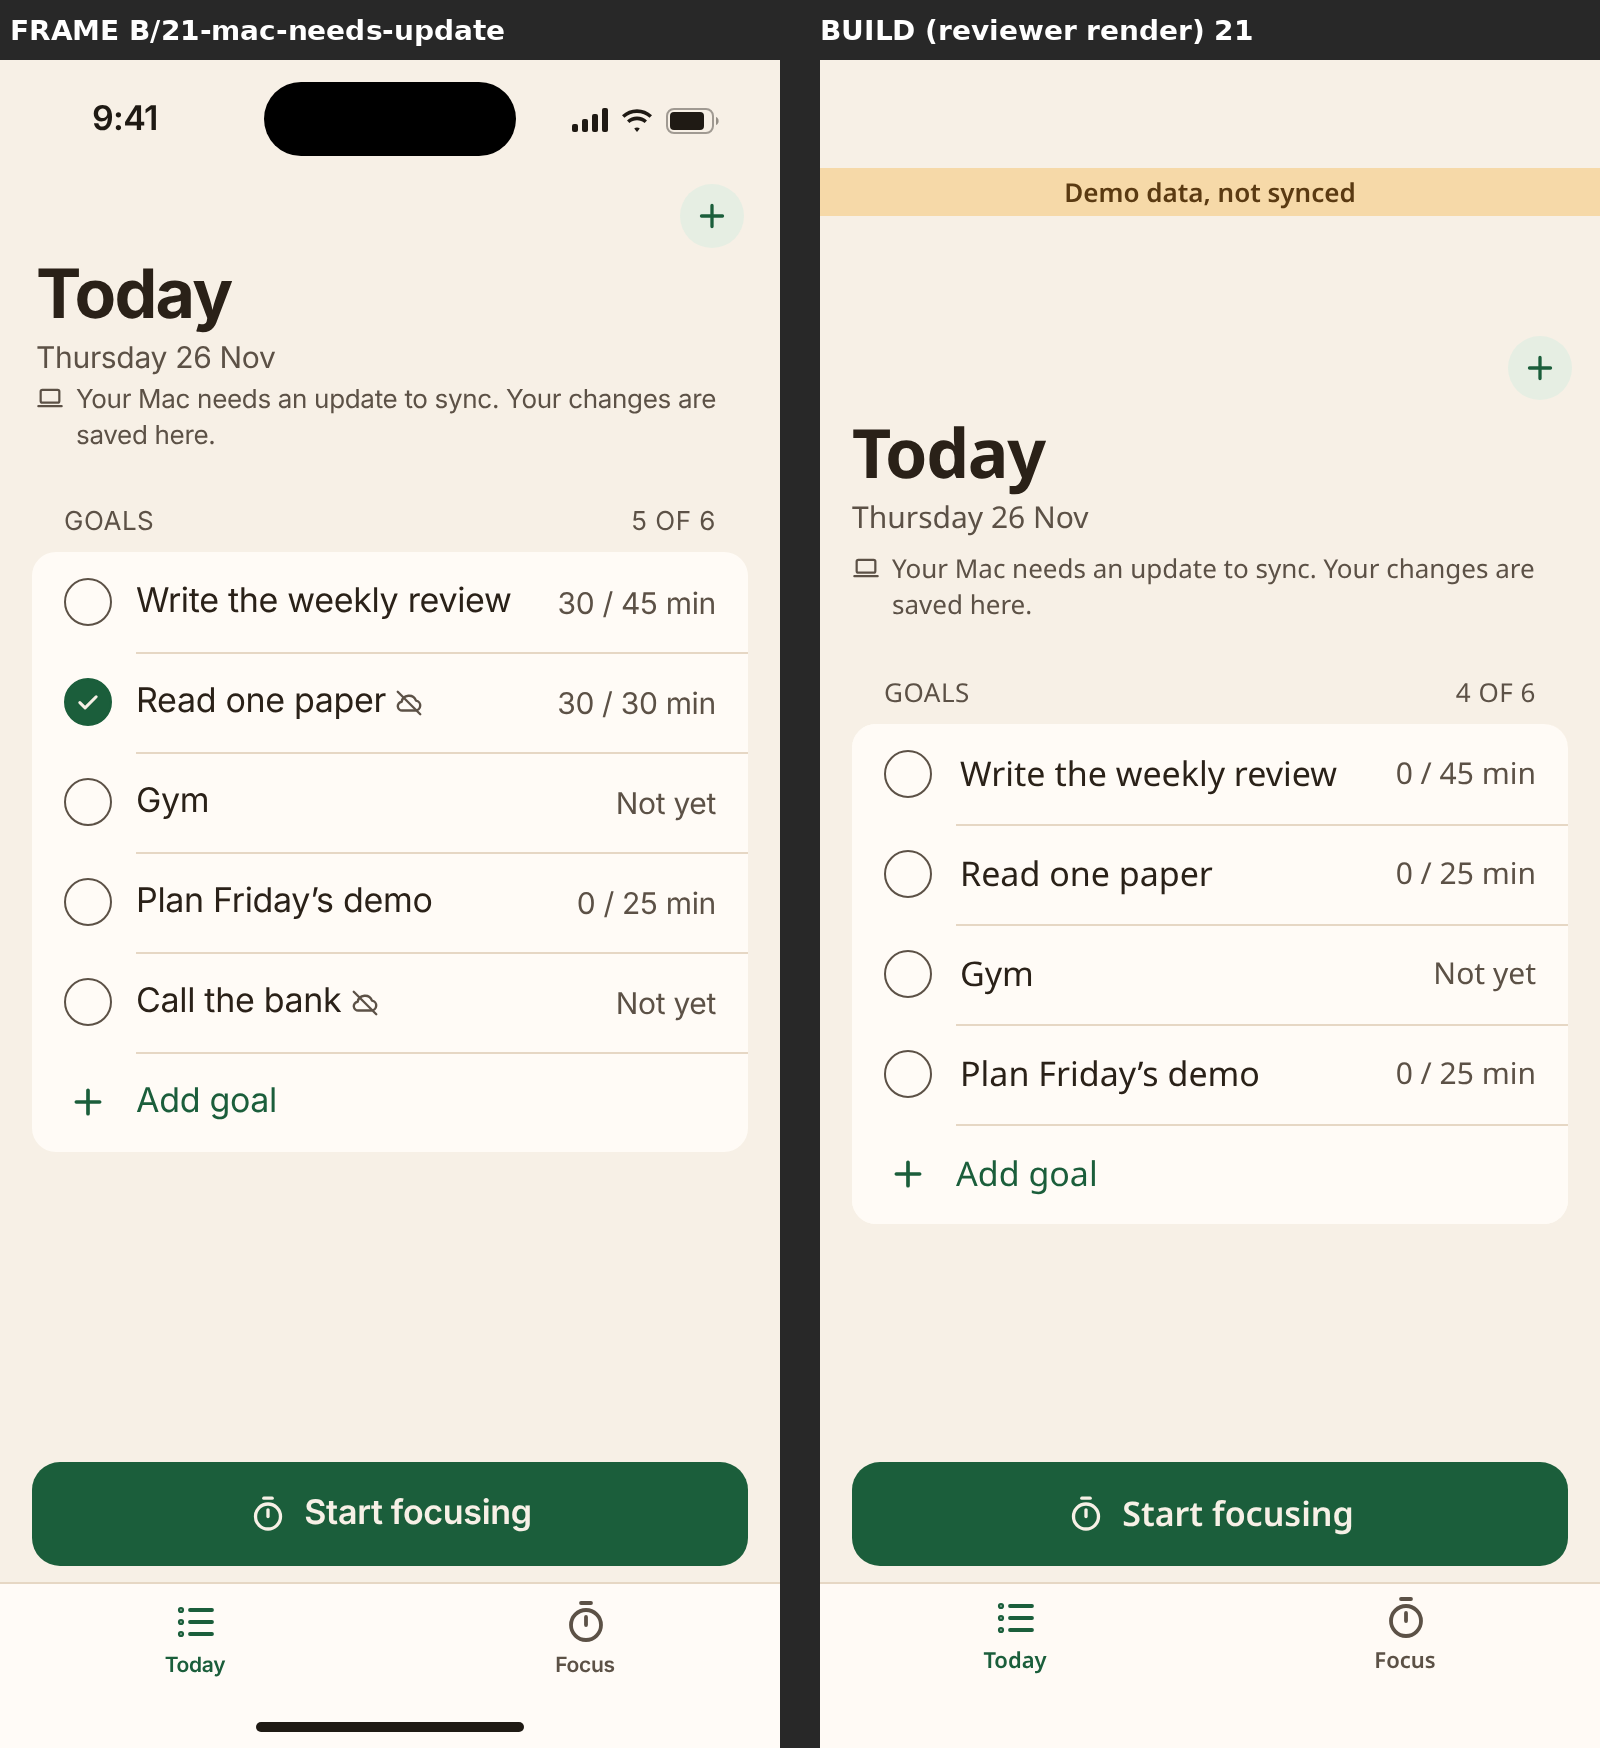 FRAME B/21-mac-needs-update
9:41
Today
Thursday 26 Nov
Your Mac needs an update to sync. Your changes are
saved here.
GOALS 5 OF 6
Write the weekly review 30 / 45 min
Read one paper 30 / 30 min
Gym Not yet
Plan Friday’s demo 0 / 25 min
Call the bank Not yet
Add goal
Start focusing
Today Focus
BUILD (reviewer render) 21
Demo data, not synced
Today
Thursday 26 Nov
Your Mac needs an update to sync. Your changes are
saved here.
GOALS 4 OF 6
Write the weekly review 0 / 45 min
Read one paper 0 / 25 min
Gym Not yet
Plan Friday’s demo 0 / 25 min
Add goal
Start focusing
Today Focus